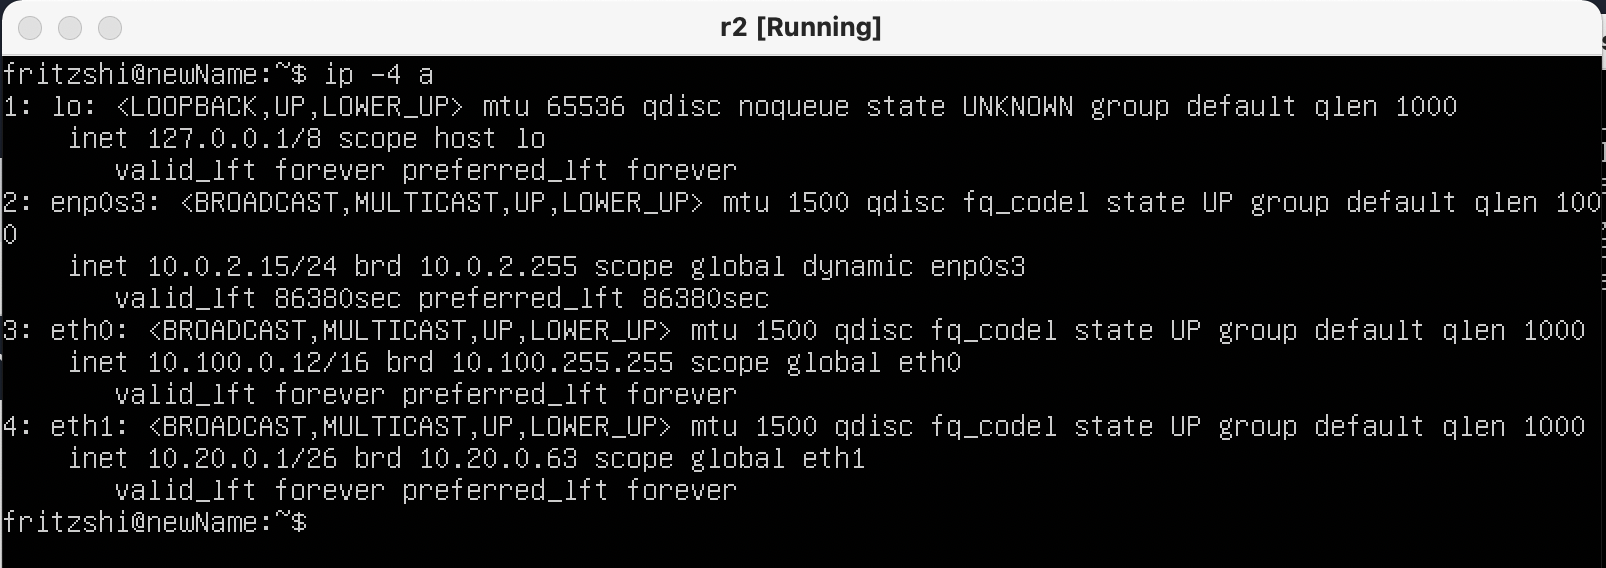 r2 [Running]
fritzshi@newName:~$ ip -4 a
1: lo: <LOOPBACK,UP,LOWER_UP> mtu 65536 qdisc noqueue state UNKNOWN group default qlen 1000
    inet 127.0.0.1/8 scope host lo
       valid_lft forever preferred_lft forever
2: enp0s3: <BROADCAST,MULTICAST,UP,LOWER_UP> mtu 1500 qdisc fq_codel state UP group default qlen 100
0
    inet 10.0.2.15/24 brd 10.0.2.255 scope global dynamic enp0s3
       valid_lft 86380sec preferred_lft 86380sec
3: eth0: <BROADCAST,MULTICAST,UP,LOWER_UP> mtu 1500 qdisc fq_codel state UP group default qlen 1000
    inet 10.100.0.12/16 brd 10.100.255.255 scope global eth0
       valid_lft forever preferred_lft forever
4: eth1: <BROADCAST,MULTICAST,UP,LOWER_UP> mtu 1500 qdisc fq_codel state UP group default qlen 1000
    inet 10.20.0.1/26 brd 10.20.0.63 scope global eth1
       valid_lft forever preferred_lft forever
fritzshi@newName:~$